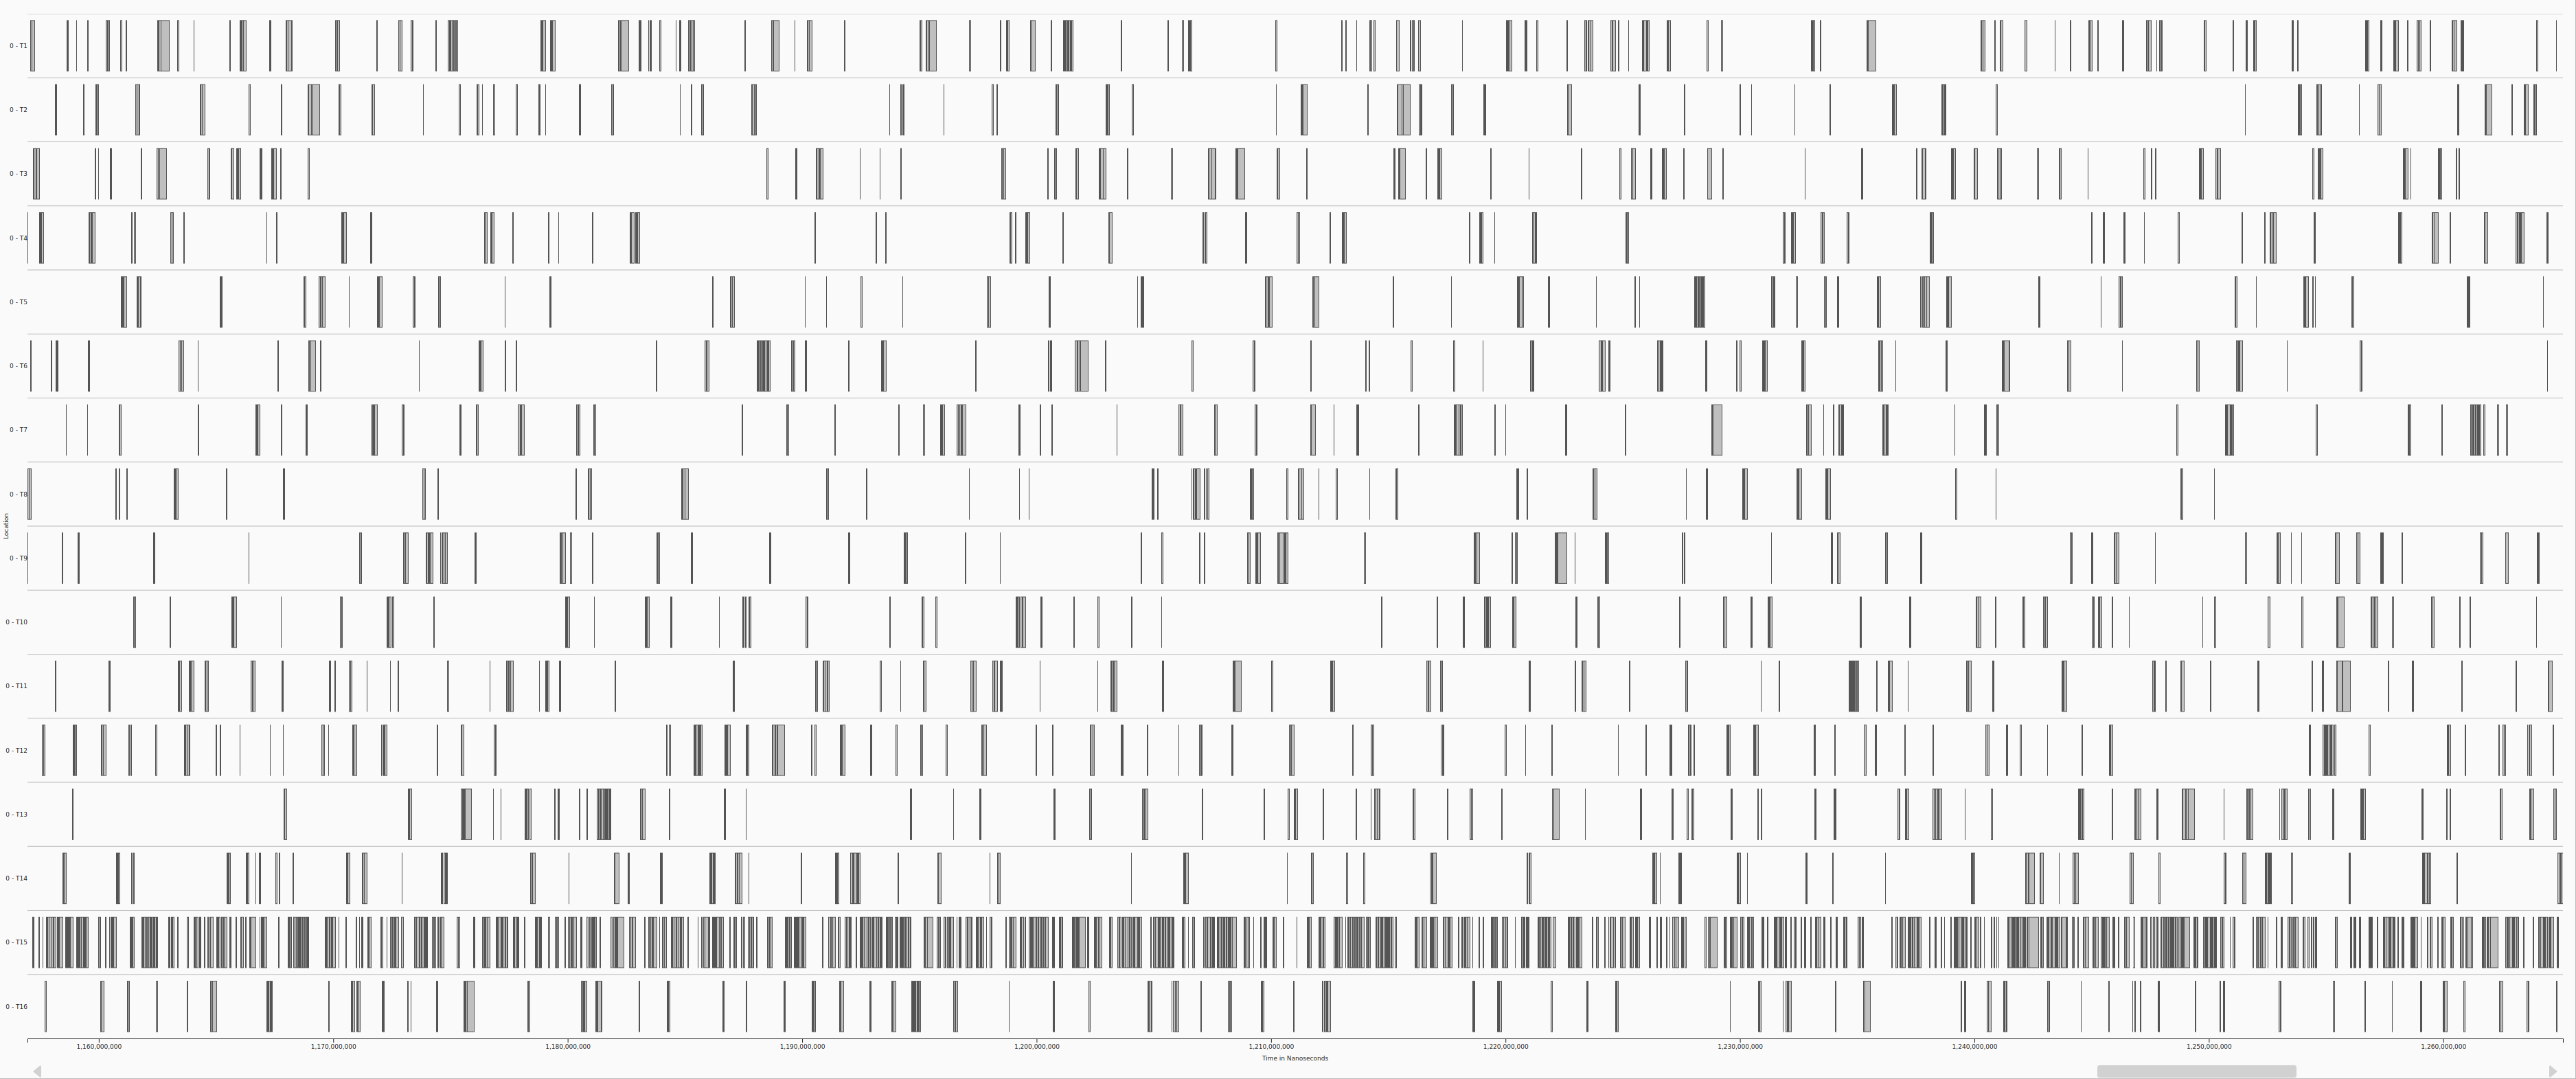 0 - T1
0 - T2
0 - T3
0 - T4
0 - T5
0 - T6
0 - T7
0 - T8
Location
0 - T9
0 - T10
0 - T11
0 - T12
0 - T13
0 - T14
0 - T15
0 - T16
1,160,000,000 1,170,000,000 1,180,000,000 1,190,000,000 1,200,000,000 1,210,000,000 1,220,000,000 1,230,000,000 1,240,000,000 1,250,000,000 1,260,000,000
Time in Nanoseconds